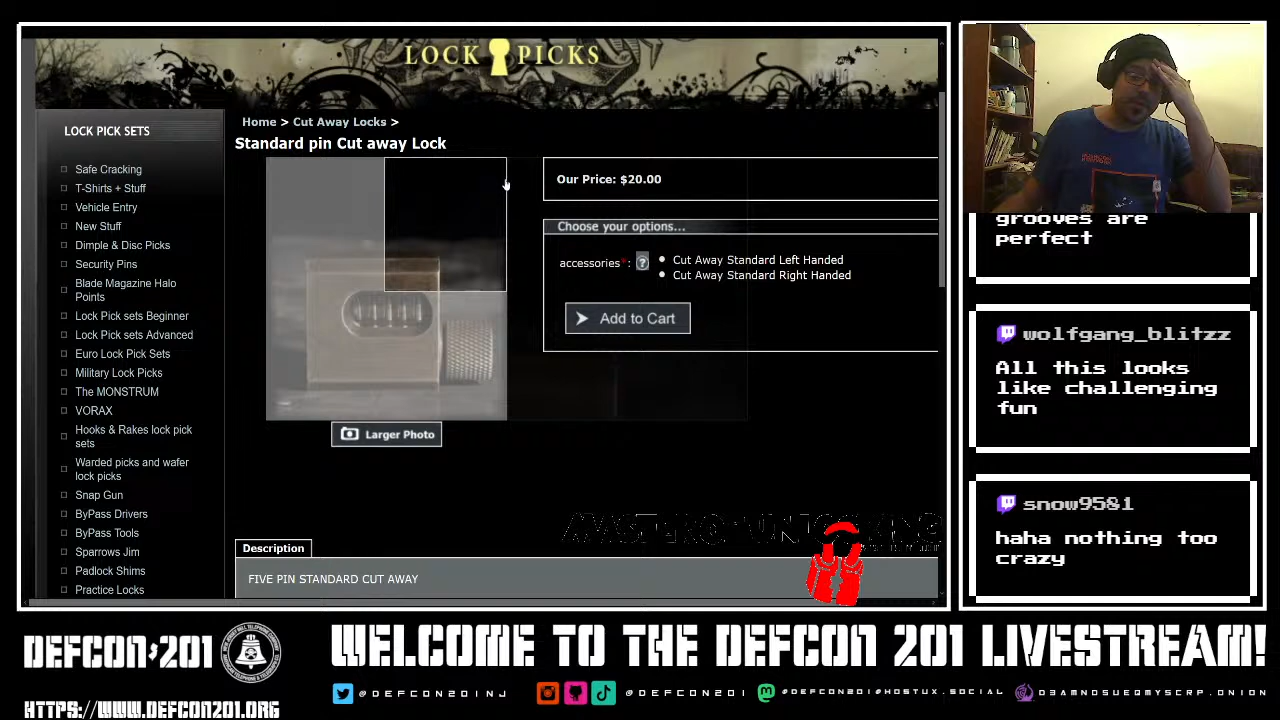 LOCK PICKS
LOCK PICK SETS
Safe Cracking
T-Shirts + Stuff
Vehicle Entry
New Stuff
Dimple & Disc Picks
Security Pins
Blade Magazine Halo
Points
Lock Pick sets Beginner
Lock Pick sets Advanced
Euro Lock Pick Sets
Military Lock Picks
The MONSTRUM
VORAX
Hooks & Rakes lock pick
sets
Warded picks and wafer
lock picks
Snap Gun
ByPass Drivers
ByPass Tools
Sparrows Jim
Padlock Shims
Practice Locks
Home > Cut Away Locks >
Standard pin Cut away Lock
Larger Photo
Our Price: $20.00
Choose your options...
accessories*: ?
Cut Away Standard Left Handed
Cut Away Standard Right Handed
Add to Cart
Description
FIVE PIN STANDARD CUT AWAY
grooves are
perfect
wolfgang_blitzz
All this looks
like challenging
fun
snow9581
haha nothing too
crazy
DEFCON 201
WELCOME TO THE DEFCON 201 LIVESTREAM!
HTTPS://WWW.DEFCON201.ORG
@DEFCON201NJ
@DEFCON201
@DEFCON201@HOSTUX.SOCIAL